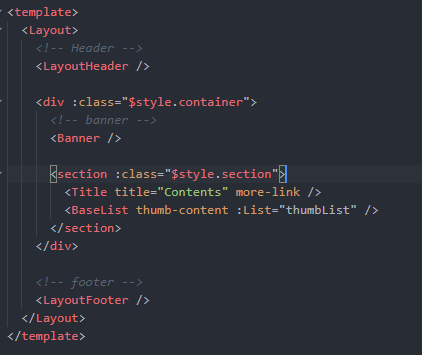 <template>
<Layout>
<!-- Header -->
<LayoutHeader />
<div :class="$style.container">
<!-- banner -->
<Banner />
<section :class="$style.section">
<Title title="Contents" more-link />
<BaseList thumb-content :List="thumbList" />
</section>
</div>
<!-- footer -->
<LayoutFooter />
</Layout>
</template>